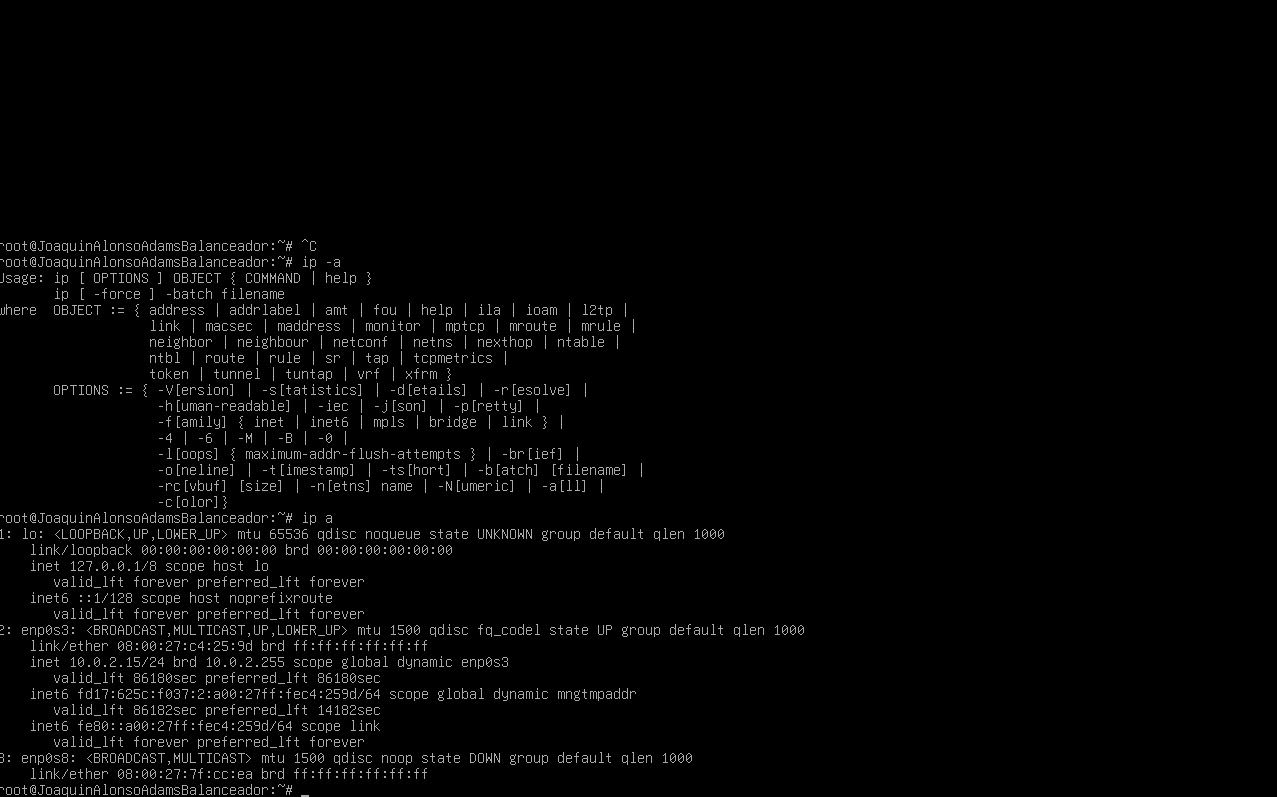 root@JoaquinAlonsoAdamsBalanceador:~# ^C
root@JoaquinAlonsoAdamsBalanceador:~# ip -a
Usage: ip [ OPTIONS ] OBJECT { COMMAND | help }
       ip [ -force ] -batch filename
where  OBJECT := { address | addrlabel | amt | fou | help | ila | ioam | l2tp |
                   link | macsec | maddress | monitor | mptcp | mroute | mrule |
                   neighbor | neighbour | netconf | netns | nexthop | ntable |
                   ntbl | route | rule | sr | tap | tcpmetrics |
                   token | tunnel | tuntap | vrf | xfrm }
       OPTIONS := { -V[ersion] | -s[tatistics] | -d[etails] | -r[esolve] |
                    -h[uman-readable] | -iec | -j[son] | -p[retty] |
                    -f[amily] { inet | inet6 | mpls | bridge | link } |
                    -4 | -6 | -M | -B | -0 |
                    -l[oops] { maximum-addr-flush-attempts } | -br[ief] |
                    -o[neline] | -t[imestamp] | -ts[hort] | -b[atch] [filename] |
                    -rc[vbuf] [size] | -n[etns] name | -N[umeric] | -a[ll] |
                    -c[olor]}
root@JoaquinAlonsoAdamsBalanceador:~# ip a
1: lo: <LOOPBACK,UP,LOWER_UP> mtu 65536 qdisc noqueue state UNKNOWN group default qlen 1000
    link/loopback 00:00:00:00:00:00 brd 00:00:00:00:00:00
    inet 127.0.0.1/8 scope host lo
       valid_lft forever preferred_lft forever
    inet6 ::1/128 scope host noprefixroute
       valid_lft forever preferred_lft forever
2: enp0s3: <BROADCAST,MULTICAST,UP,LOWER_UP> mtu 1500 qdisc fq_codel state UP group default qlen 1000
    link/ether 08:00:27:c4:25:9d brd ff:ff:ff:ff:ff:ff
    inet 10.0.2.15/24 brd 10.0.2.255 scope global dynamic enp0s3
       valid_lft 86180sec preferred_lft 86180sec
    inet6 fd17:625c:f037:2:a00:27ff:fec4:259d/64 scope global dynamic mngtmpaddr
       valid_lft 86182sec preferred_lft 14182sec
    inet6 fe80::a00:27ff:fec4:259d/64 scope link
       valid_lft forever preferred_lft forever
3: enp0s8: <BROADCAST,MULTICAST> mtu 1500 qdisc noop state DOWN group default qlen 1000
    link/ether 08:00:27:7f:cc:ea brd ff:ff:ff:ff:ff:ff
root@JoaquinAlonsoAdamsBalanceador:~# _